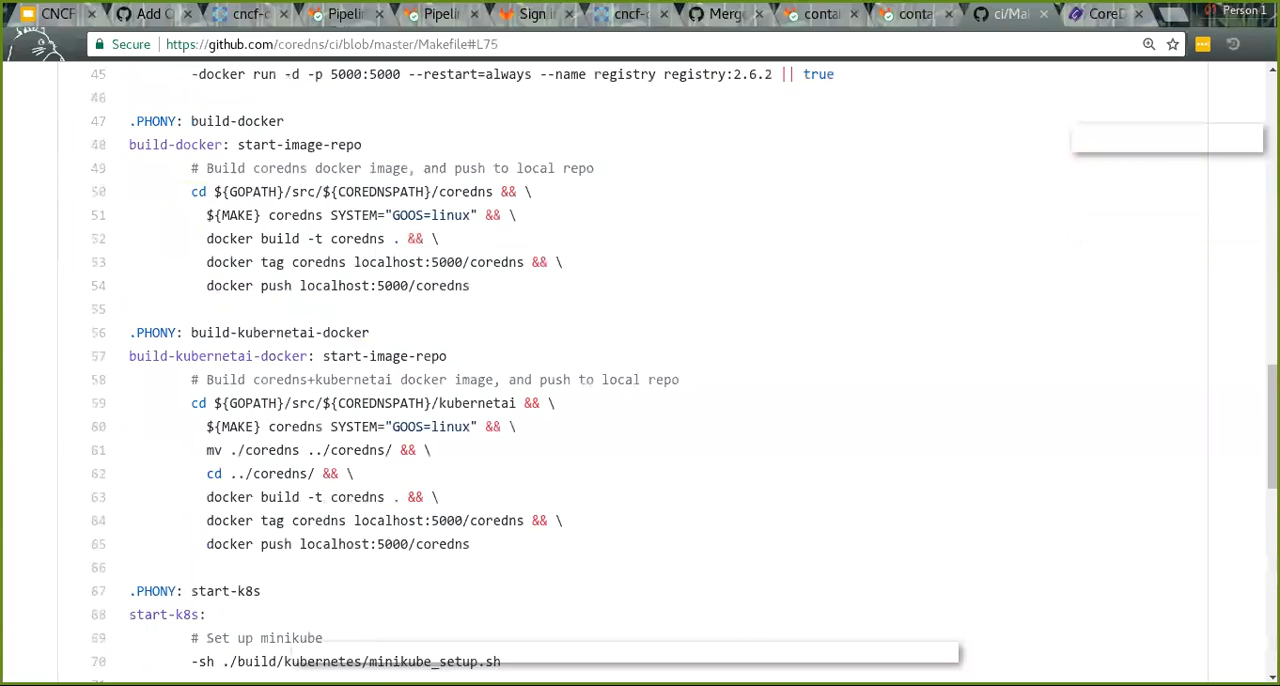 CNCF
Add C
cncf-c
Pipelin
Pipelin
Sign in
cncf-c
Merge
conta
conta
ci/Ma
CoreD
Person 1
Secure
https://github.com/coredns/ci/blob/master/Makefile#L75
45 -docker run -d -p 5000:5000 --restart=always --name registry registry:2.6.2 || true
46
47 .PHONY: build-docker
48 build-docker: start-image-repo
49 # Build coredns docker image, and push to local repo
50 cd ${GOPATH}/src/${COREDNSPATH}/coredns && \
51 ${MAKE} coredns SYSTEM="GOOS=linux" && \
52 docker build -t coredns . && \
53 docker tag coredns localhost:5000/coredns && \
54 docker push localhost:5000/coredns
55
56 .PHONY: build-kubernetai-docker
57 build-kubernetai-docker: start-image-repo
58 # Build coredns+kubernetai docker image, and push to local repo
59 cd ${GOPATH}/src/${COREDNSPATH}/kubernetai && \
60 ${MAKE} coredns SYSTEM="GOOS=linux" && \
61 mv ./coredns ../coredns/ && \
62 cd ../coredns/ && \
63 docker build -t coredns . && \
64 docker tag coredns localhost:5000/coredns && \
65 docker push localhost:5000/coredns
66
67 .PHONY: start-k8s
68 start-k8s:
69 # Set up minikube
70 -sh ./build/kubernetes/minikube_setup.sh